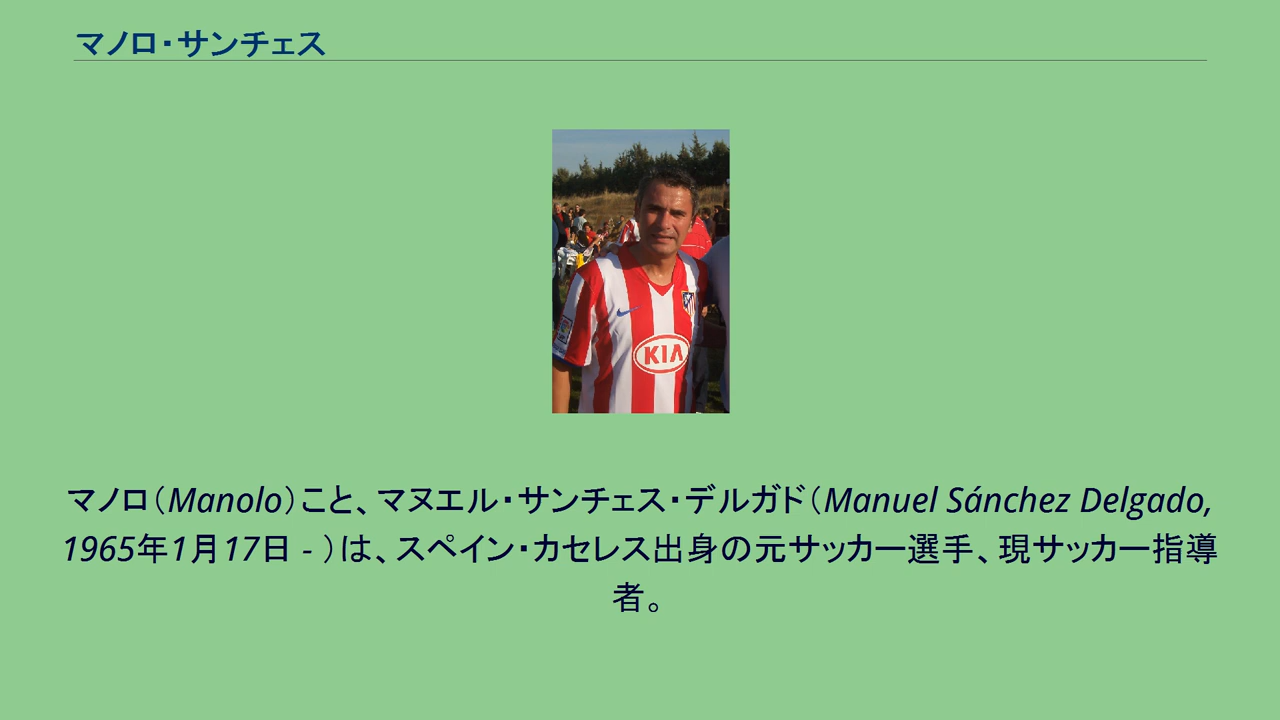 マノロ・サンチェス
KIA
マノロ（Manolo）こと、マヌエル・サンチェス・デルガド（Manuel Sánchez Delgado,
1965年1月17日 - ）は、スペイン・カセレス出身の元サッカー選手、現サッカー指導
者。